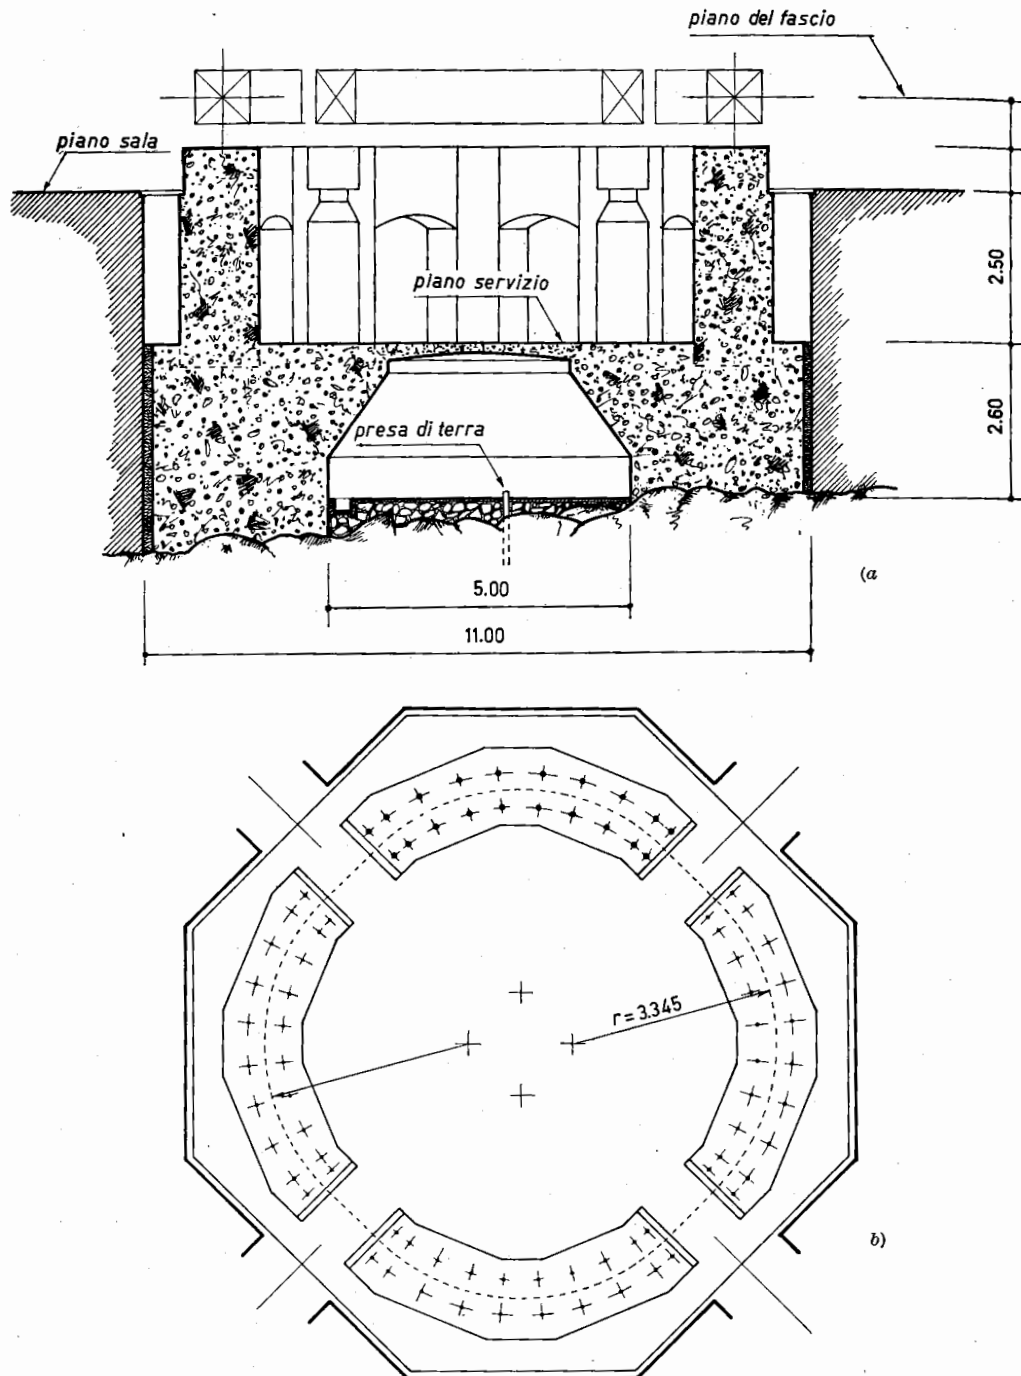 piano del fascio
piano sala
2.50
piano servizio
2.60
presa di terra
(a
5.00
11.00
r=3.345
b)